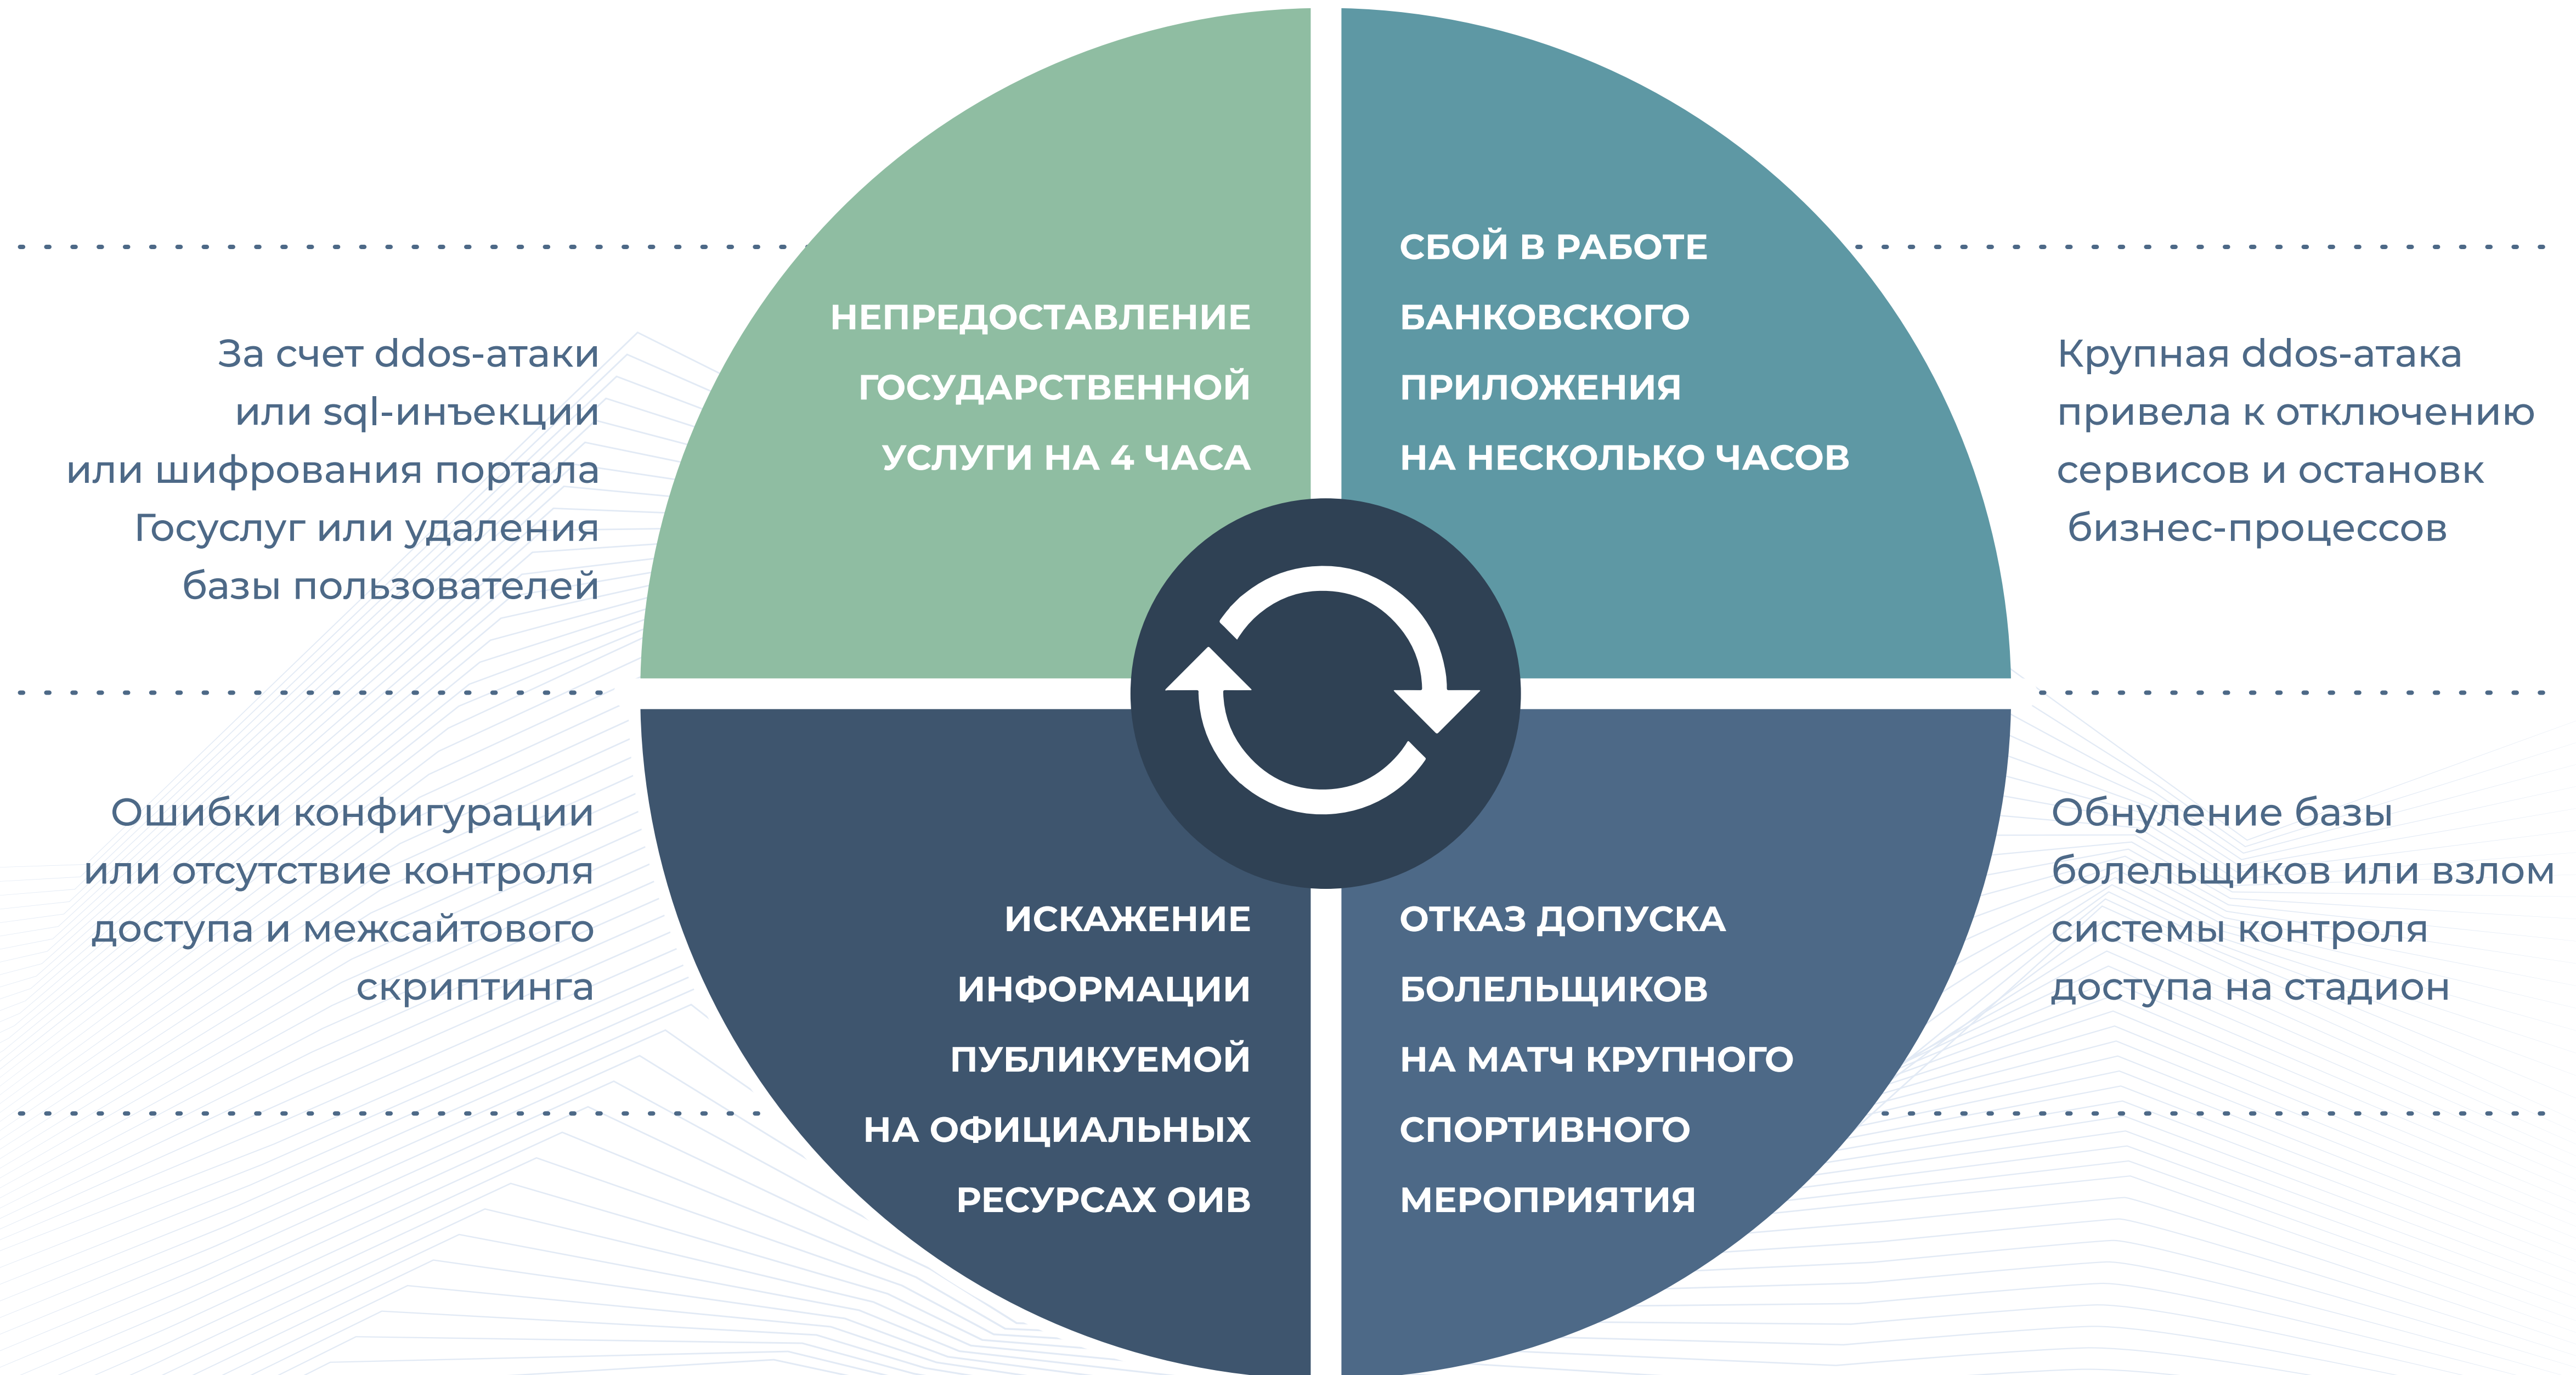 За счет ddos-атаки
или sql-инъекции
или шифрования портала
Госуслуг или удаления
базы пользователей
НЕПРЕДОСТАВЛЕНИЕ
ГОСУДАРСТВЕННОЙ
УСЛУГИ НА 4 ЧАСА
СБОЙ В РАБОТЕ
БАНКОВСКОГО
ПРИЛОЖЕНИЯ
НА НЕСКОЛЬКО ЧАСОВ
Крупная ddos-атака
привела к отключению
сервисов и остановк
бизнес-процессов
Ошибки конфигурации
или отсутствие контроля
доступа и межсайтового
скриптинга
ИСКАЖЕНИЕ
ИНФОРМАЦИИ
ПУБЛИКУЕМОЙ
НА ОФИЦИАЛЬНЫХ
РЕСУРСАХ ОИВ
ОТКАЗ ДОПУСКА
БОЛЕЛЬЩИКОВ
НА МАТЧ КРУПНОГО
СПОРТИВНОГО
МЕРОПРИЯТИЯ
Обнуление базы
болельщиков или взлом
системы контроля
доступа на стадион